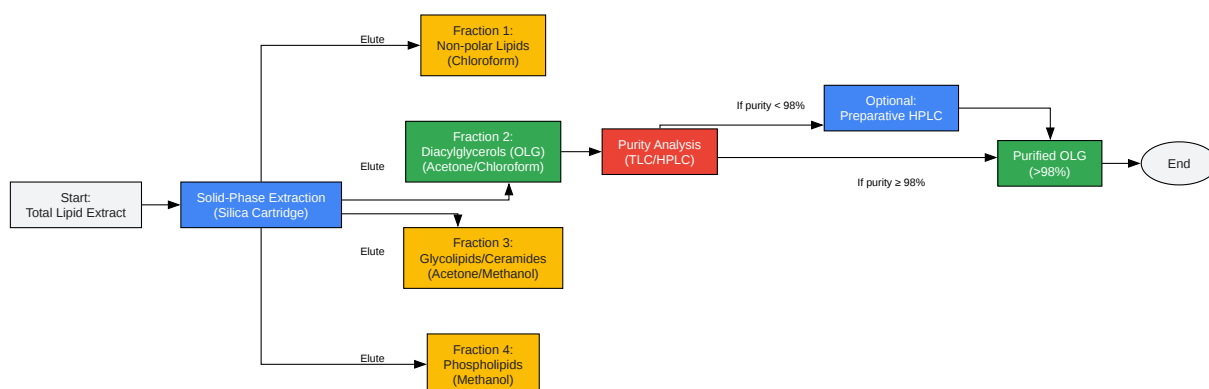 Start:
Total Lipid Extract
Solid-Phase Extraction
(Silica Cartridge)
Elute
Fraction 1:
Non-polar Lipids
(Chloroform)
Elute
Fraction 2:
Diacylglycerols (OLG)
(Acetone/Chloroform)
Elute
Fraction 3:
Glycolipids/Ceramides
(Acetone/Methanol)
Elute
Fraction 4:
Phospholipids
(Methanol)
Purity Analysis
(TLC/HPLC)
If purity < 98%
Optional:
Preparative HPLC
If purity ≥ 98%
Purified OLG
(>98%)
End